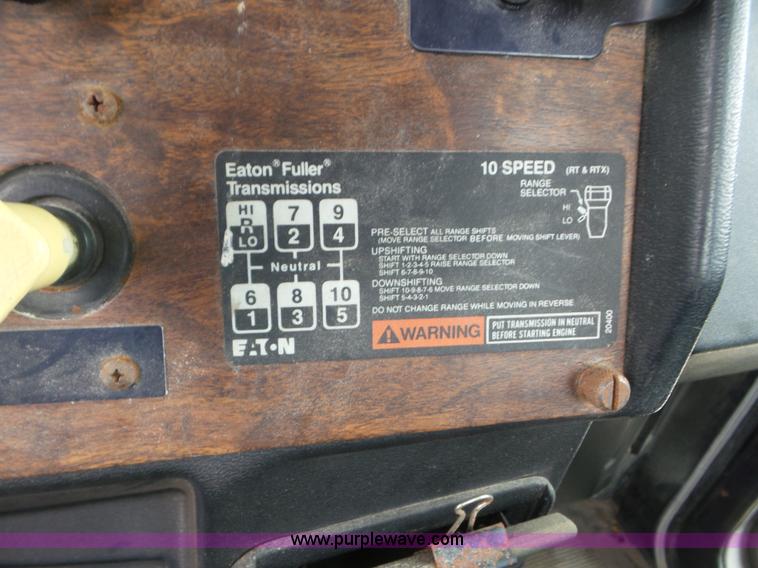 Eaton® Fuller®
Transmissions
10 SPEED (RT & RTX)
RANGE
SELECTOR
HI
LO
HI
R
LO
7
2
9
4
Neutral
6
1
8
3
10
5
PRE-SELECT ALL RANGE SHIFTS
(MOVE RANGE SELECTOR BEFORE MOVING SHIFT LEVER)
UPSHIFTING
START WITH RANGE SELECTOR DOWN
SHIFT 1-2-3-4-5 RAISE RANGE SELECTOR
SHIFT 6-7-8-9-10
DOWNSHIFTING
SHIFT 10-9-8-7-6 MOVE RANGE SELECTOR DOWN
SHIFT 5-4-3-2-1
DO NOT CHANGE RANGE WHILE MOVING IN REVERSE
WARNING
PUT TRANSMISSION IN NEUTRAL
BEFORE STARTING ENGINE
20400
EATON
www.purplewave.com